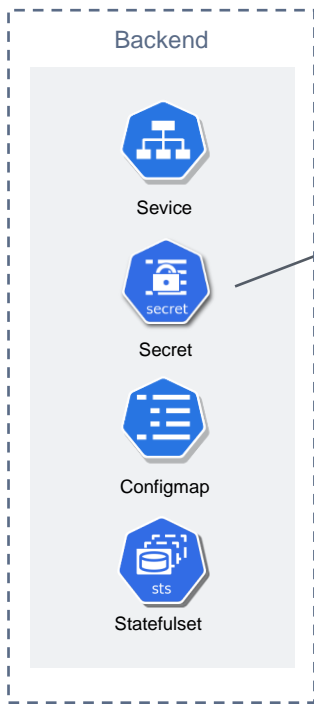 Backend
Sevice
secret
Secret
Configmap
sts
Statefulset